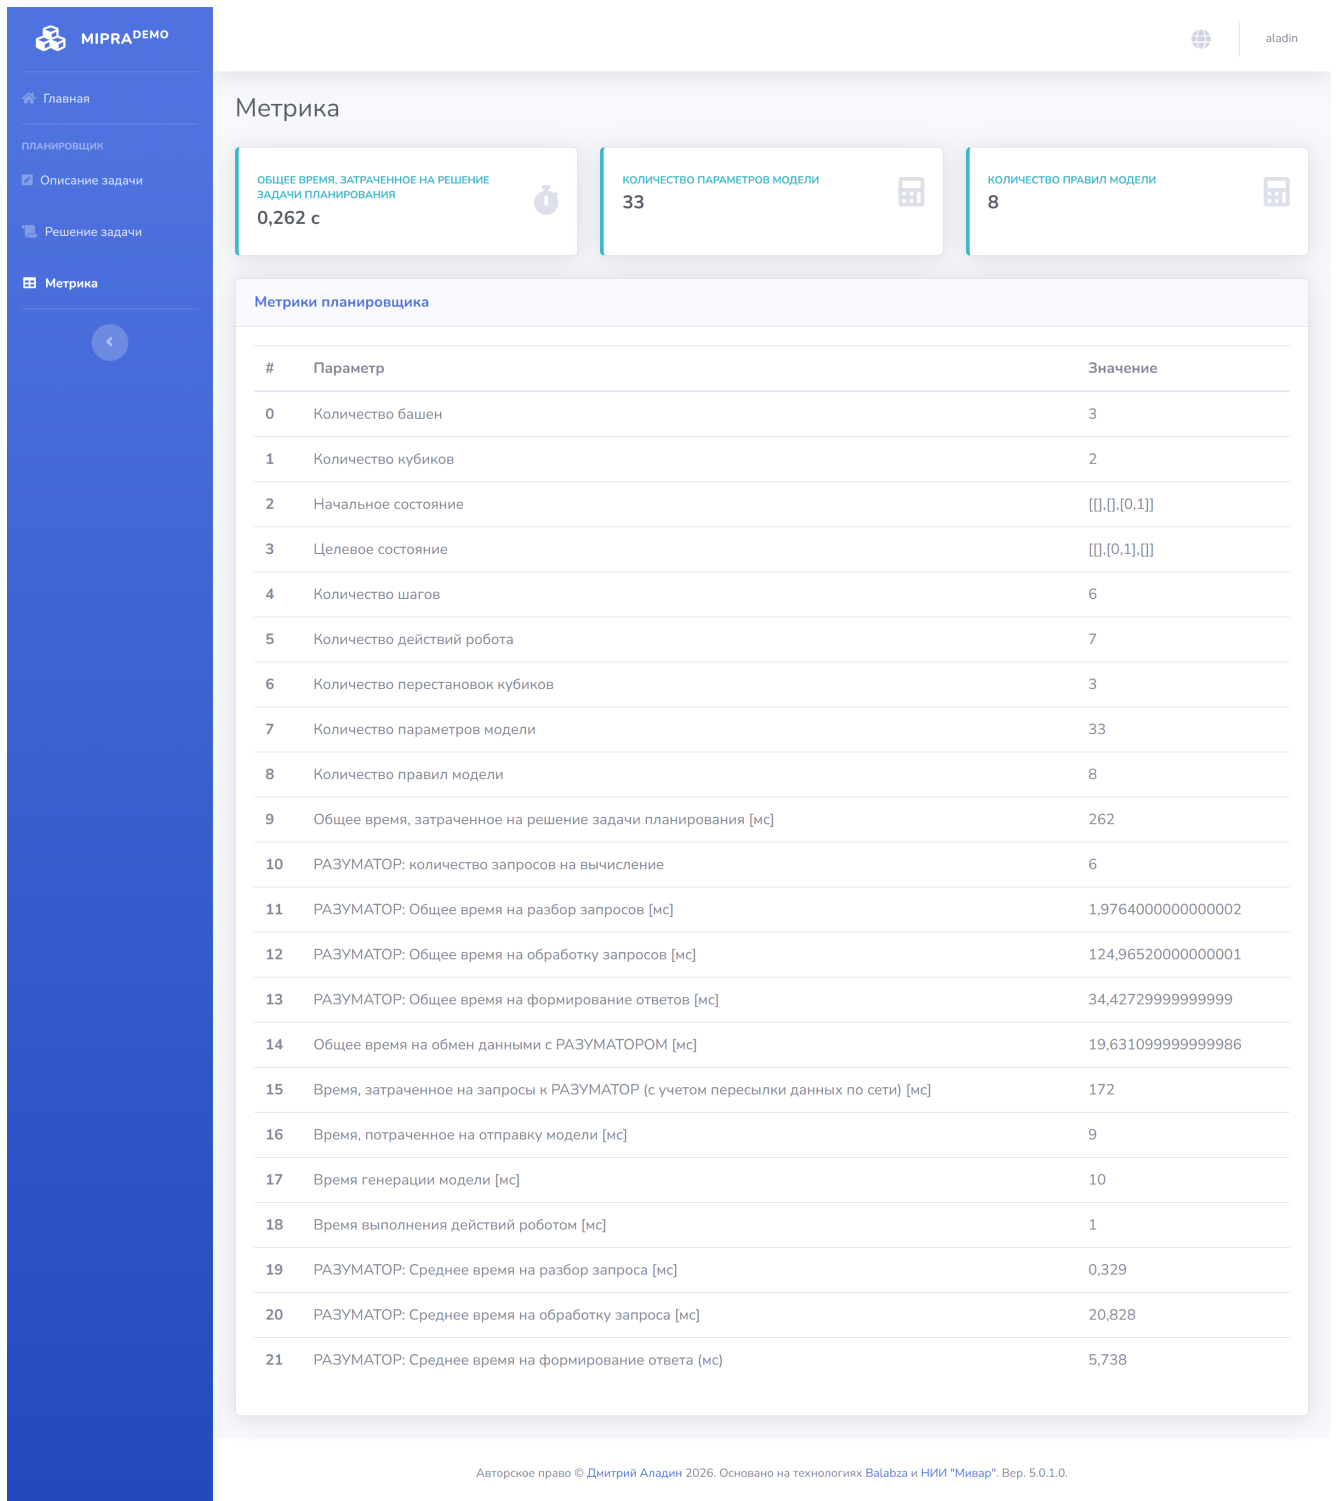 MIPRA DEMO
aladin
Главная
ПЛАНИРОВЩИК
Описание задачи
Решение задачи
Метрика
Метрика
ОБЩЕЕ ВРЕМЯ, ЗАТРАЧЕННОЕ НА РЕШЕНИЕ
ЗАДАЧИ ПЛАНИРОВАНИЯ
0,262 с
КОЛИЧЕСТВО ПАРАМЕТРОВ МОДЕЛИ
33
КОЛИЧЕСТВО ПРАВИЛ МОДЕЛИ
8
Метрики планировщика
# Параметр Значение
0 Количество башен 3
1 Количество кубиков 2
2 Начальное состояние [[],[],[0,1]]
3 Целевое состояние [[],[0,1],[]]
4 Количество шагов 6
5 Количество действий робота 7
6 Количество перестановок кубиков 3
7 Количество параметров модели 33
8 Количество правил модели 8
9 Общее время, затраченное на решение задачи планирования [мс] 262
10 РАЗУМАТОР: количество запросов на вычисление 6
11 РАЗУМАТОР: Общее время на разбор запросов [мс] 1,9764000000000002
12 РАЗУМАТОР: Общее время на обработку запросов [мс] 124,96520000000001
13 РАЗУМАТОР: Общее время на формирование ответов [мс] 34,42729999999999
14 Общее время на обмен данными с РАЗУМАТОРОМ [мс] 19,631099999999986
15 Время, затраченное на запросы к РАЗУМАТОР (с учетом пересылки данных по сети) [мс] 172
16 Время, потраченное на отправку модели [мс] 9
17 Время генерации модели [мс] 10
18 Время выполнения действий роботом [мс] 1
19 РАЗУМАТОР: Среднее время на разбор запроса [мс] 0,329
20 РАЗУМАТОР: Среднее время на обработку запроса [мс] 20,828
21 РАЗУМАТОР: Среднее время на формирование ответа (мс) 5,738
Авторское право © Дмитрий Аладин 2026. Основано на технологиях Balabza и НИИ "Мивар". Вер. 5.0.1.0.